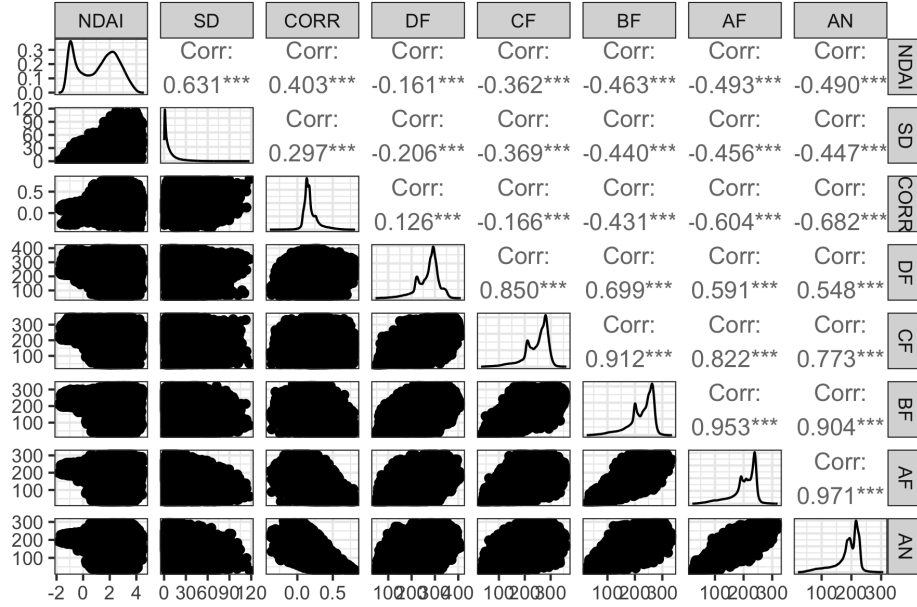 NDAI SD CORR DF CF BF AF AN
0.3 0.2 0.1 0.0 Corr: 0.631*** Corr: 0.403*** Corr: -0.161*** Corr: -0.362*** Corr: -0.463*** Corr: -0.493*** Corr: -0.490*** NDAI
120 90 60 30 0 Corr: 0.297*** Corr: -0.206*** Corr: -0.369*** Corr: -0.440*** Corr: -0.456*** Corr: -0.447*** SD
0.5 0.0 Corr: 0.126*** Corr: -0.166*** Corr: -0.431*** Corr: -0.604*** Corr: -0.682*** CORR
400 300 200 100 Corr: 0.850*** Corr: 0.699*** Corr: 0.591*** Corr: 0.548*** DF
300 200 100 Corr: 0.912*** Corr: 0.822*** Corr: 0.773*** CF
300 200 100 Corr: 0.953*** Corr: 0.904*** BF
300 200 100 Corr: 0.971*** AF
300 200 100 AN
-2 0 2 4 0 30 60 90 120 0.0 0.5 100 200 300 400 100 200 300 100 200 300 100 200 300 100 200 300